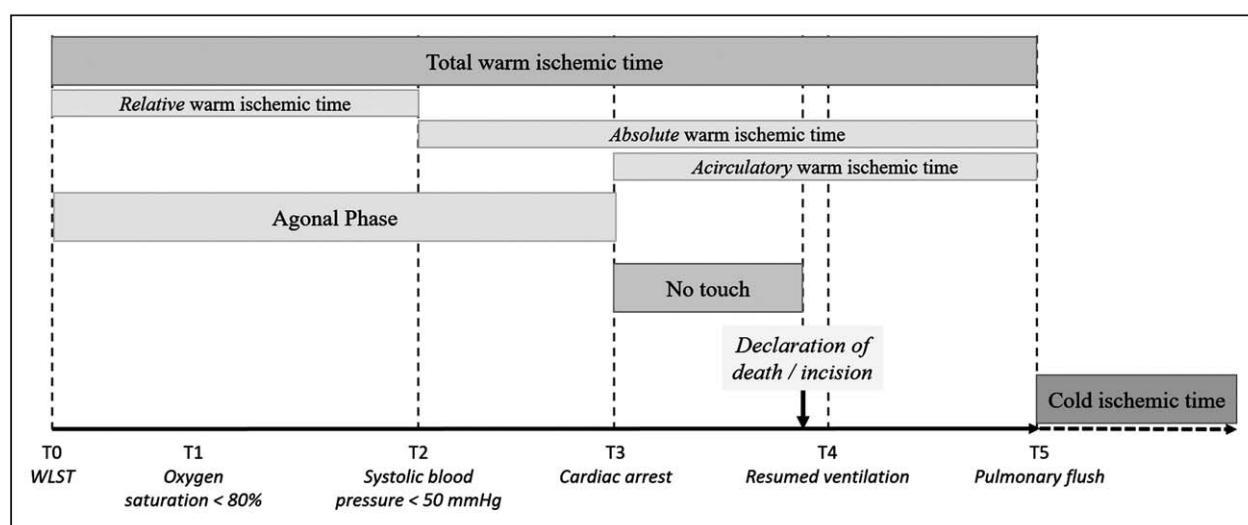 Total warm ischemic time
Relative warm ischemic time
Absolute warm ischemic time
Acirculatory warm ischemic time
Agonal Phase
No touch
Declaration of
death / incision
Cold ischemic time
T0
WLST
T1
Oxygen
saturation < 80%
T2
Systolic blood
pressure < 50 mmHg
T3
Cardiac arrest
T4
Resumed ventilation
T5
Pulmonary flush